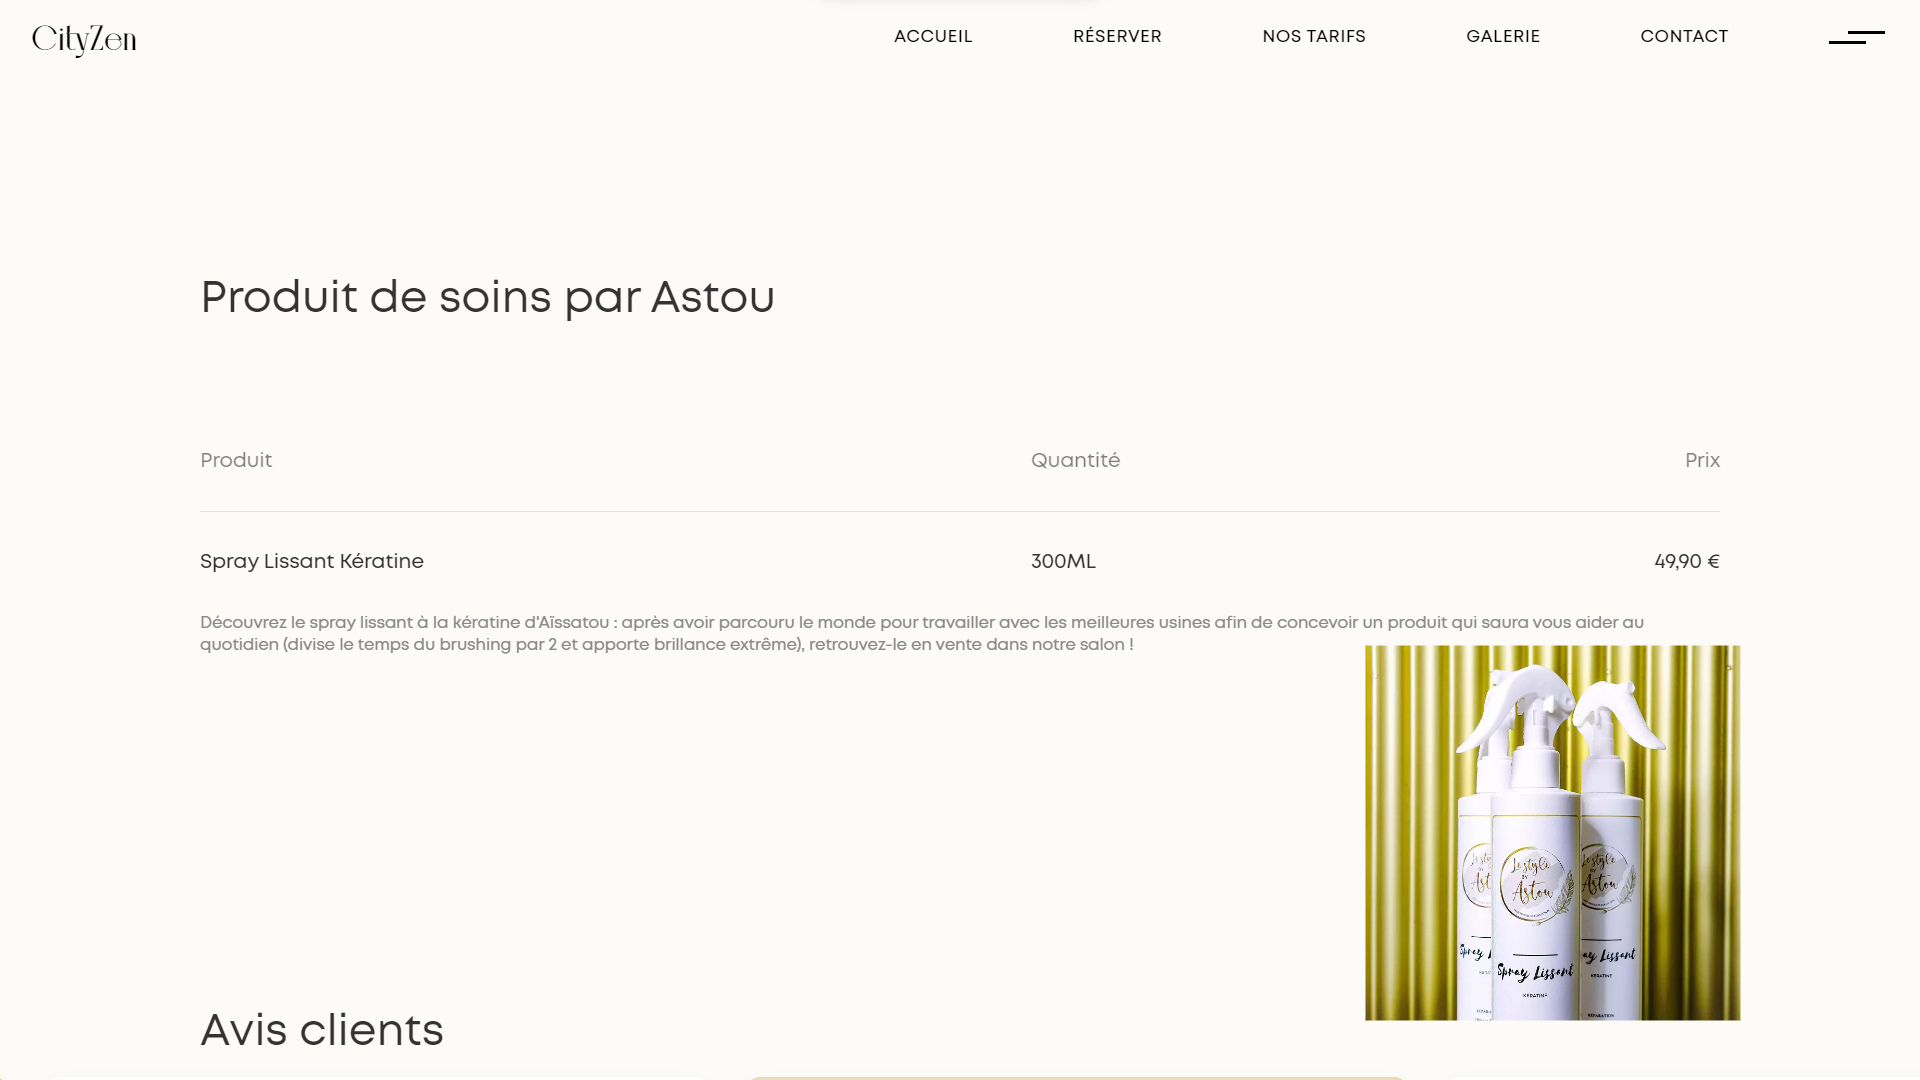 CityZen
ACCUEIL RÉSERVER NOS TARIFS GALERIE CONTACT
Produit de soins par Astou
Produit Quantité Prix
Spray Lissant Kératine 300ML 49,90 €
Découvrez le spray lissant à la kératine d'Aïssatou : après avoir parcouru le monde pour travailler avec les meilleures usines afin de concevoir un produit qui saura vous aider au
quotidien (divise le temps du brushing par 2 et apporte brillance extrême), retrouvez-le en vente dans notre salon !
Le style
BY
Astou
Spray Lissant
KÉRATINE
Avis clients